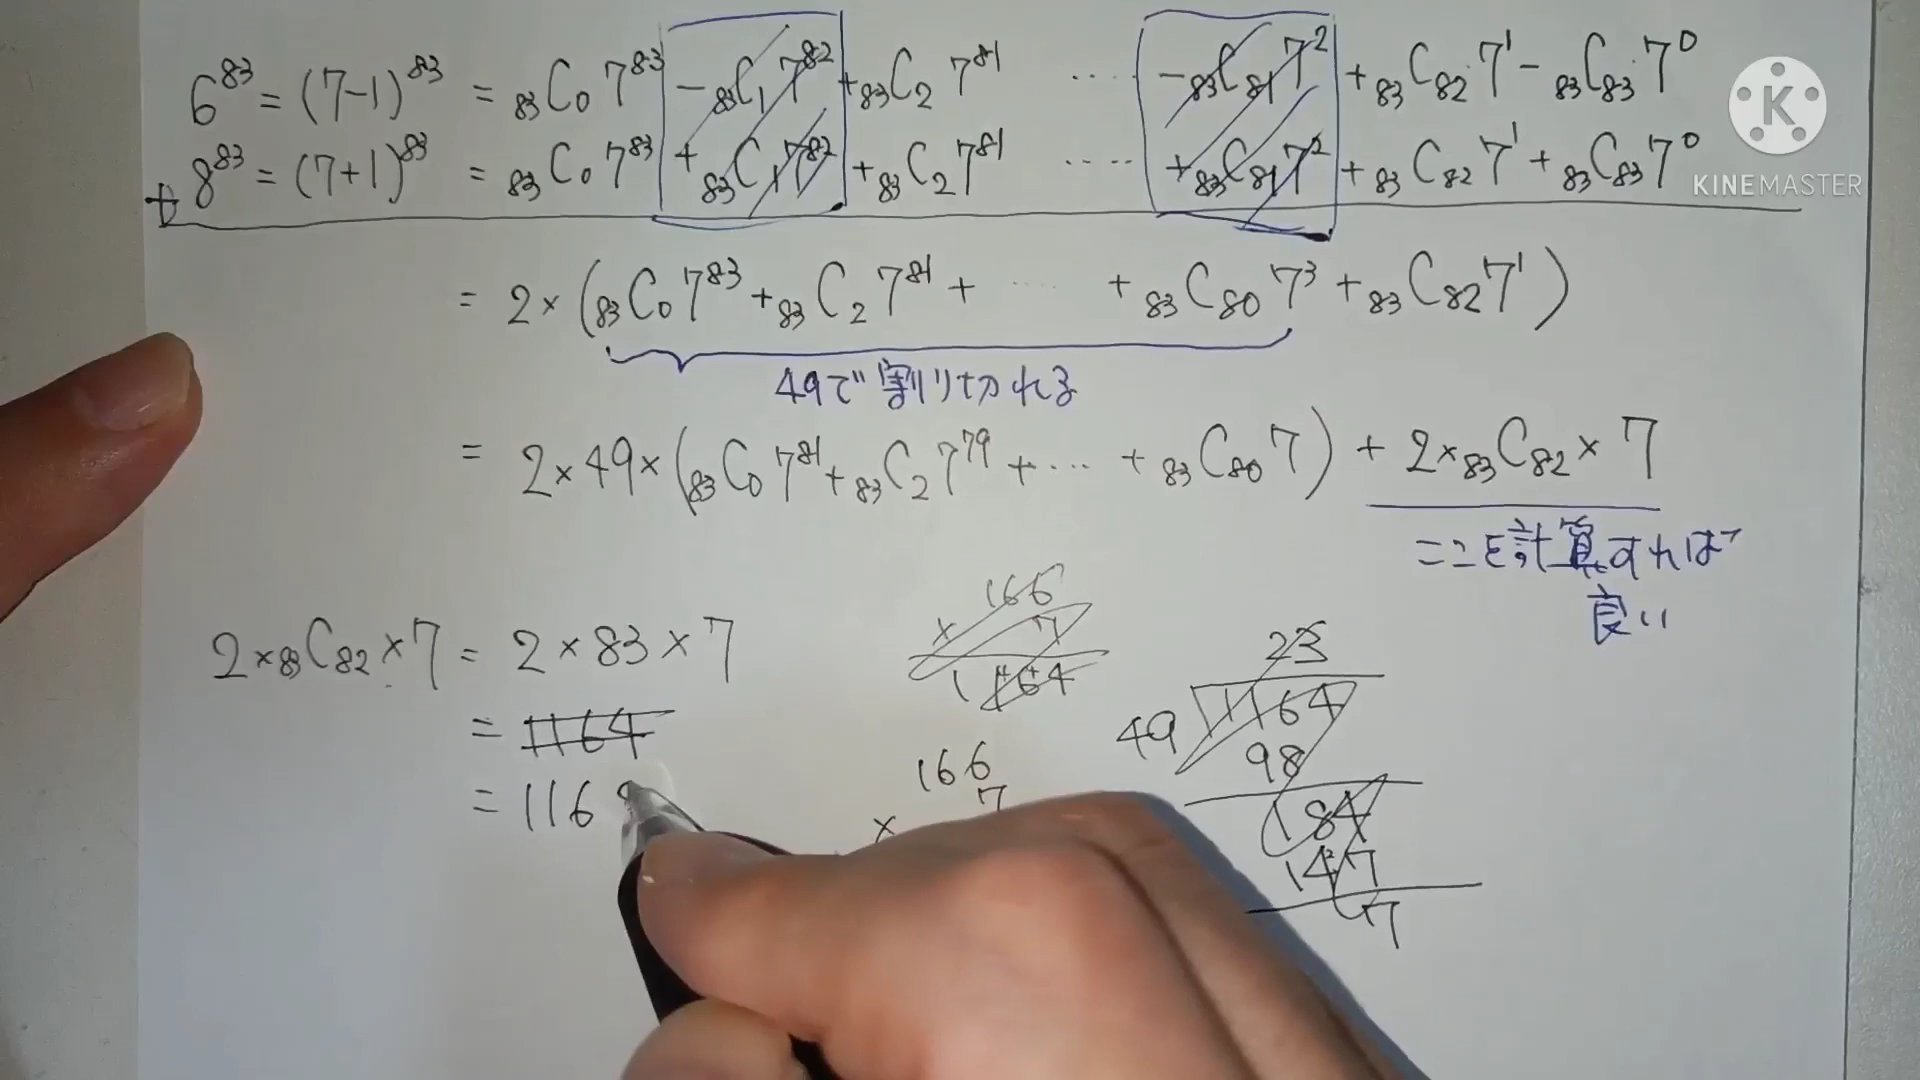 6^83 = (7-1)^83 = 83C0 7^83 - 83C1 7^82 + 83C2 7^81 ..... - 83C81 7^2 + 83C82 7^1 - 83C83 7^0
+ 8^83 = (7+1)^83 = 83C0 7^83 + 83C1 7^82 + 83C2 7^81 ..... + 83C81 7^2 + 83C82 7^1 + 83C83 7^0
K
KINEMASTER
= 2 × (83C0 7^83 + 83C2 7^81 + ..... + 83C80 7^3 + 83C82 7^1)
49で割り切れる
= 2×49×(83C0 7^81 + 83C2 7^79 + ... + 83C80 7) + 2×83C82×7
ここを計算すれば
良い
2×83C82×7 = 2×83×7
= 1164
= 116
166
× 7
1164
166
× 7
23
49 1164
98
184
147